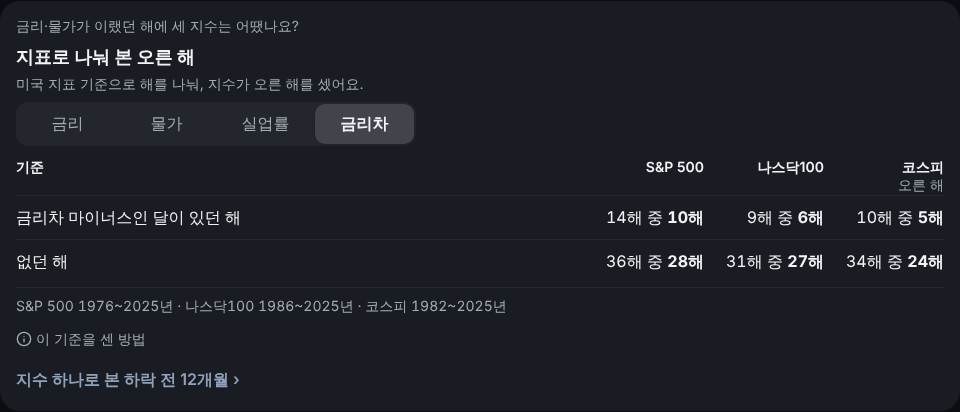 금리·물가가 이랬던 해에 세 지수는 어땠나요?
지표로 나눠 본 오른 해
미국 지표 기준으로 해를 나눠, 지수가 오른 해를 셌어요.
금리 물가 실업률 금리차
기준 S&P 500 나스닥100 코스피
오른 해
금리차 마이너스인 달이 있던 해 14해 중 10해 9해 중 6해 10해 중 5해
없던 해 36해 중 28해 31해 중 27해 34해 중 24해
S&P 500 1976~2025년 · 나스닥100 1986~2025년 · 코스피 1982~2025년
이 기준을 센 방법
지수 하나로 본 하락 전 12개월 ›